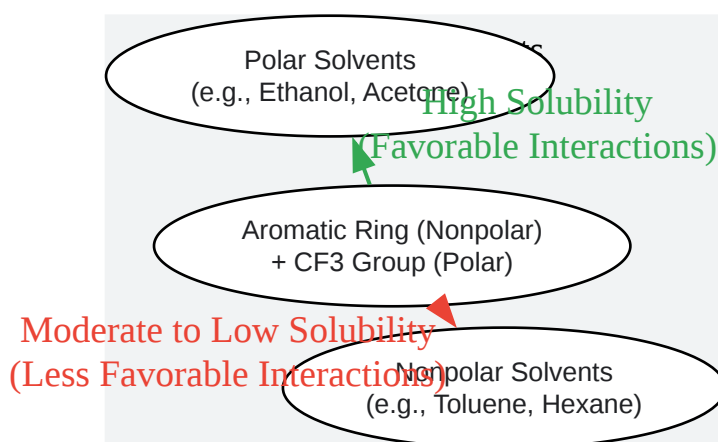 Polar Solvents
(e.g., Ethanol, Acetone)
High Solubility
(Favorable Interactions)
Aromatic Ring (Nonpolar)
+ CF3 Group (Polar)
Moderate to Low Solubility
(Less Favorable Interactions)
Nonpolar Solvents
(e.g., Toluene, Hexane)